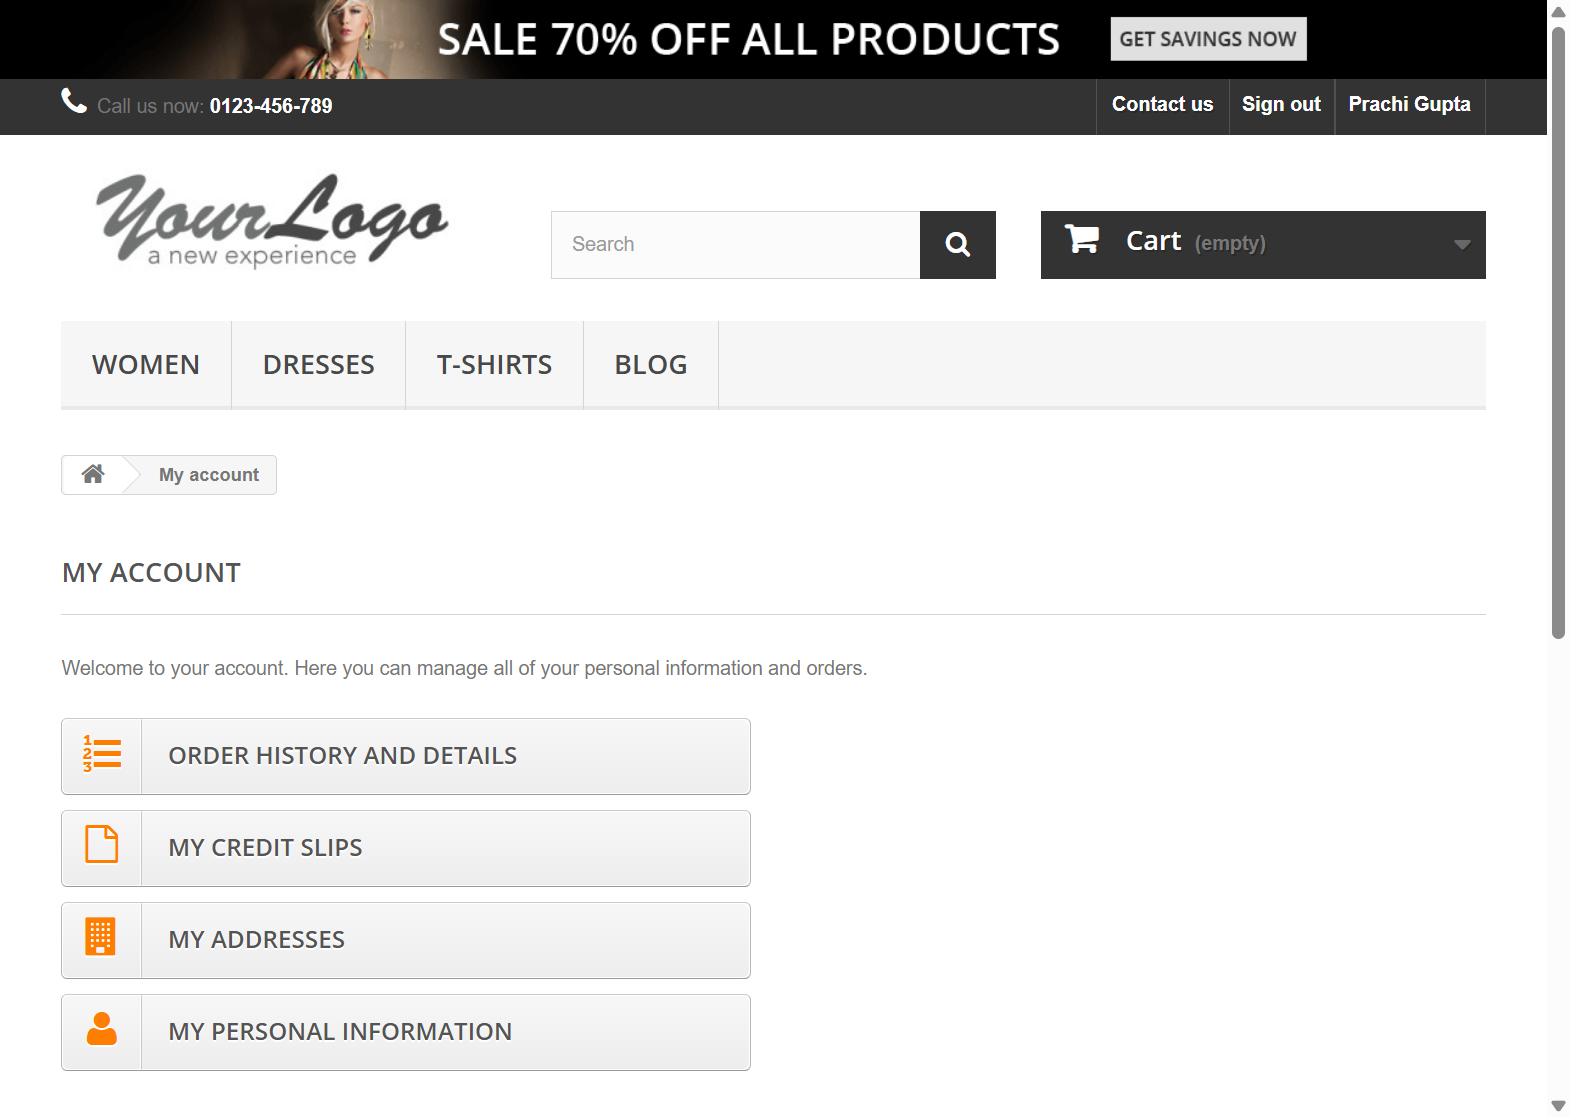 SALE 70% OFF ALL PRODUCTS
GET SAVINGS NOW
Call us now: 0123-456-789
Contact us
Sign out
Prachi Gupta
YourLogo
a new experience
Search
Cart (empty)
WOMEN
DRESSES
T-SHIRTS
BLOG
My account
MY ACCOUNT
Welcome to your account. Here you can manage all of your personal information and orders.
1
2
3
ORDER HISTORY AND DETAILS
MY CREDIT SLIPS
MY ADDRESSES
MY PERSONAL INFORMATION